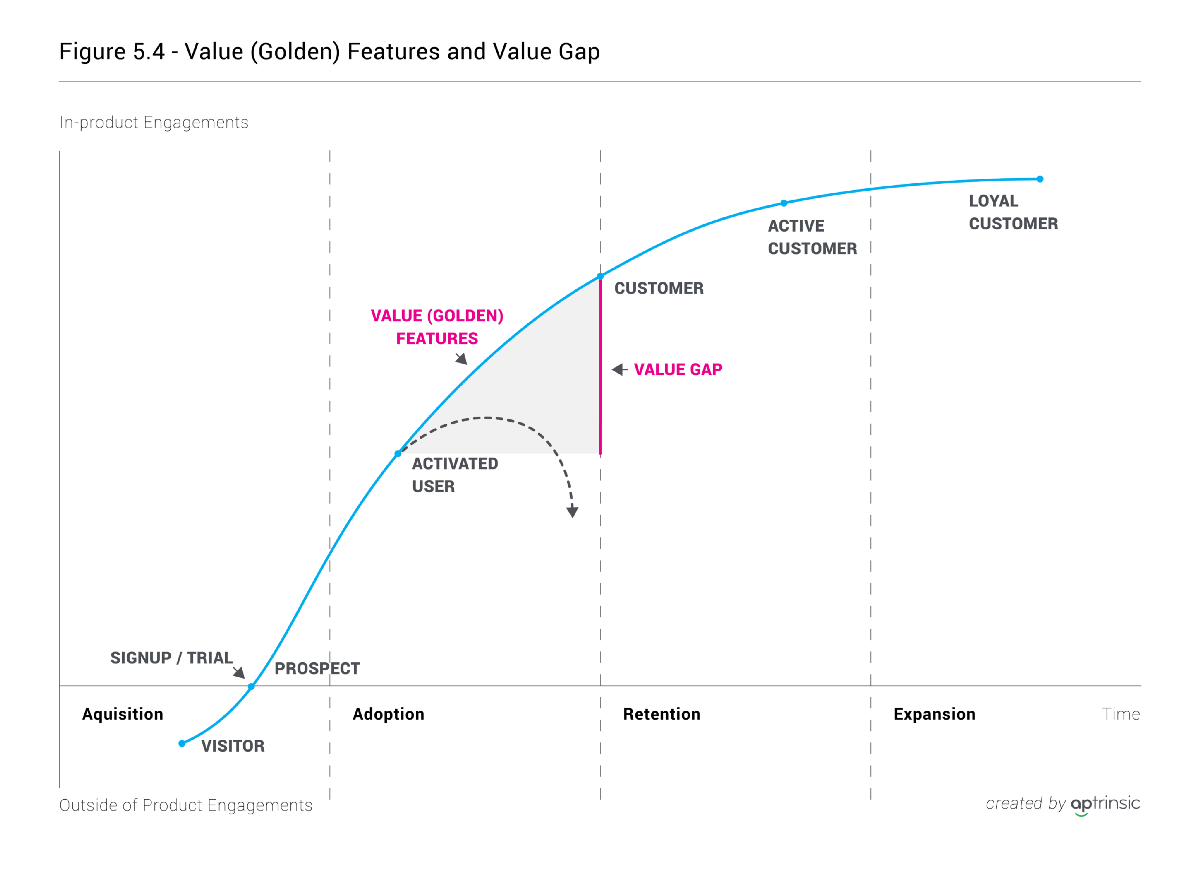 Figure 5.4 - Value (Golden) Features and Value Gap
In-product Engagements
LOYAL
CUSTOMER
ACTIVE
CUSTOMER
CUSTOMER
VALUE (GOLDEN)
FEATURES
VALUE GAP
ACTIVATED
USER
SIGNUP / TRIAL
PROSPECT
Aquisition
Adoption
Retention
Expansion
Time
VISITOR
Outside of Product Engagements
created by aptrinsic